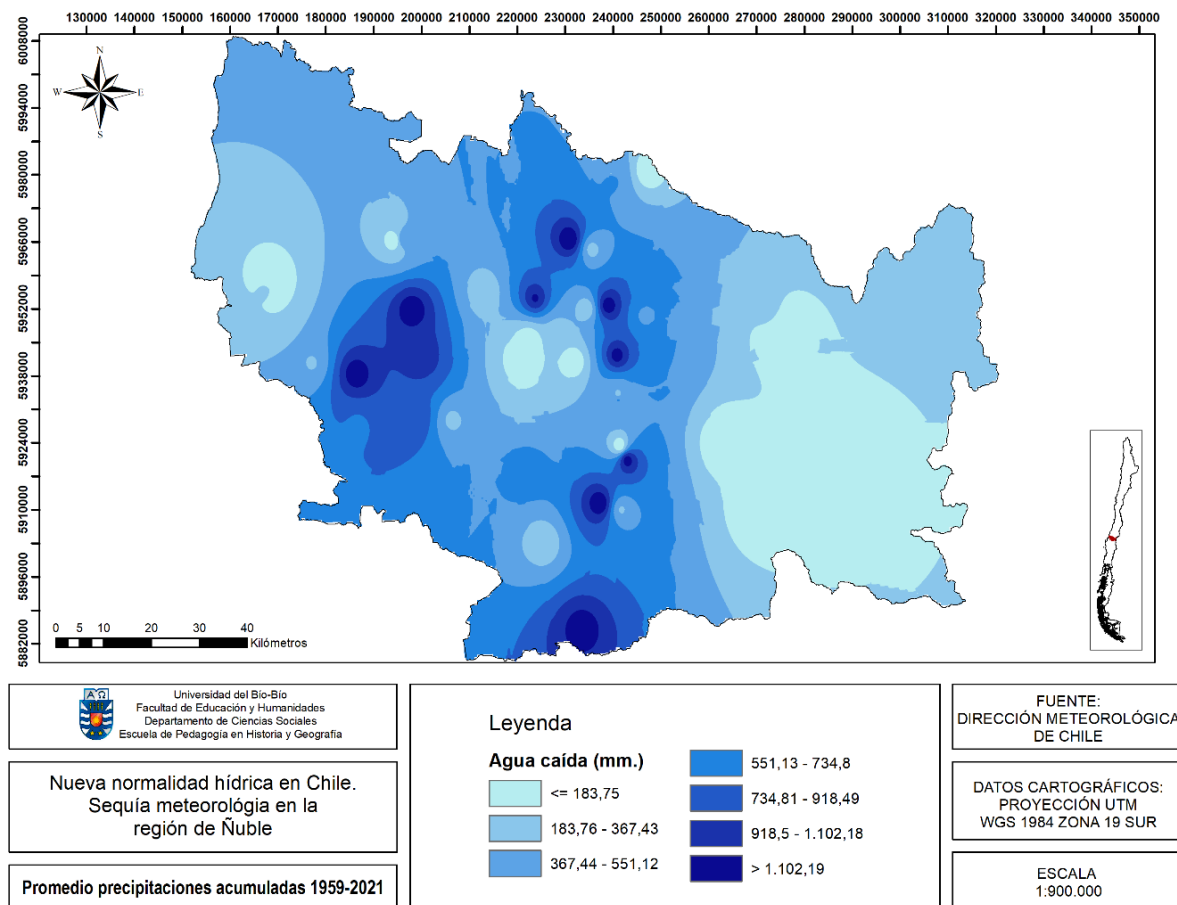 130000 140000 150000 160000 170000 180000 190000 200000 210000 220000 230000 240000 250000 260000 270000 280000 290000 300000 310000 320000 330000 340000 350000
6008000
5994000
5980000
5966000
5952000
5938000
5924000
5910000
5896000
5882000
N
W E
S
0 5 10 20 30 40
Kilómetros
Α Ω
Universidad del Bío-Bío
Facultad de Educación y Humanidades
Departamento de Ciencias Sociales
Escuela de Pedagogía en Historia y Geografía
Nueva normalidad hídrica en Chile.
Sequía meteorológia en la
región de Ñuble
Promedio precipitaciones acumuladas 1959-2021
Leyenda
Agua caída (mm.)
<= 183,75
183,76 - 367,43
367,44 - 551,12
551,13 - 734,8
734,81 - 918,49
918,5 - 1.102,18
> 1.102,19
FUENTE:
DIRECCIÓN METEOROLÓGICA
DE CHILE
DATOS CARTOGRÁFICOS:
PROYECCIÓN UTM
WGS 1984 ZONA 19 SUR
ESCALA
1:900.000